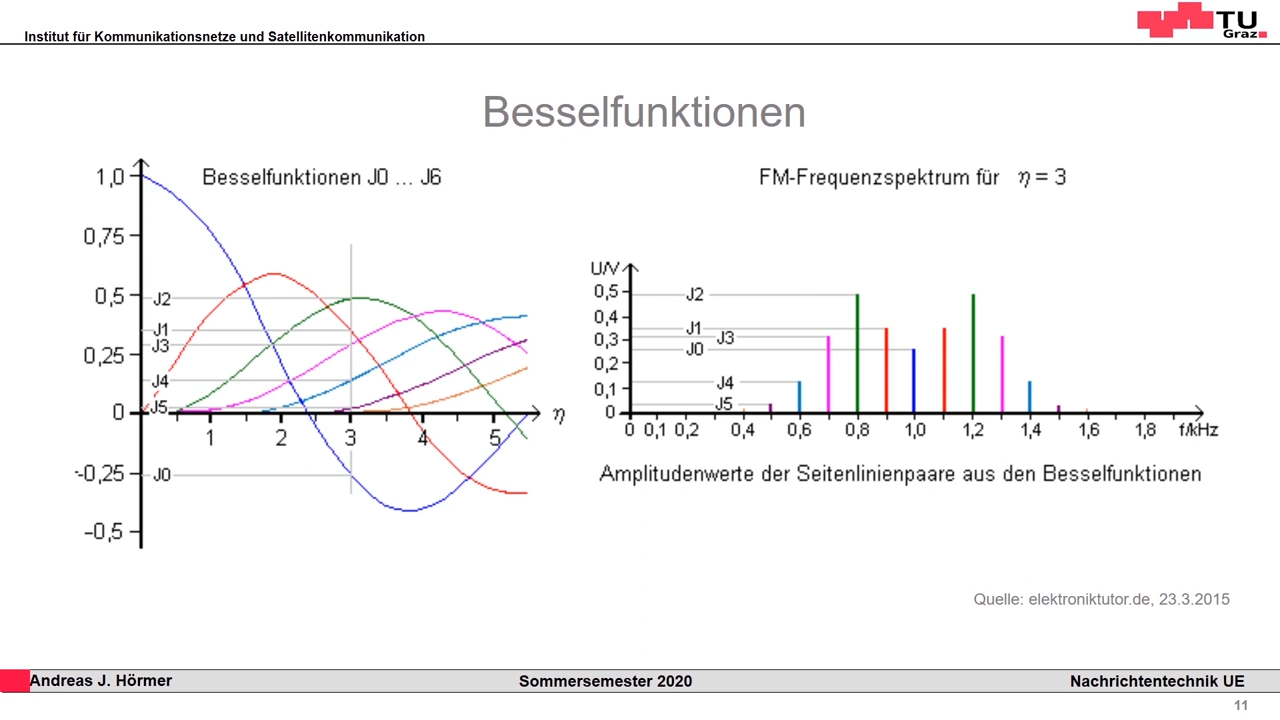 Institut für Kommunikationsnetze und Satellitenkommunikation
TU
Graz
Besselfunktionen
Besselfunktionen J0 ... J6
1,0
0,75
0,5
0,25
0
-0,25
-0,5
J2
J1
J3
J4
J5
J0
1 2 3 4 5 η
FM-Frequenzspektrum für η = 3
U/V
0,5
0,4
0,3
0,2
0,1
0
J2
J1
J3
J0
J4
J5
0 0,1 0,2 0,4 0,6 0,8 1,0 1,2 1,4 1,6 1,8 f/kHz
Amplitudenwerte der Seitenlinienpaare aus den Besselfunktionen
Quelle: elektroniktutor.de, 23.3.2015
Andreas J. Hörmer Sommersemester 2020 Nachrichtentechnik UE
11